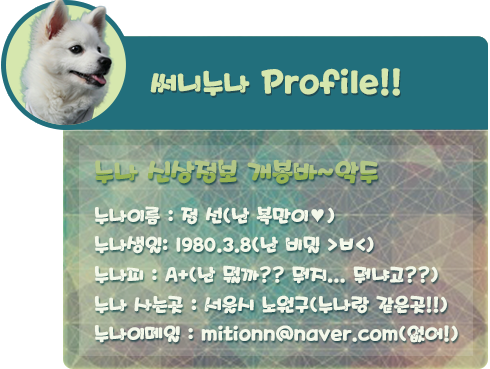 써니누나 Profile!!
누나 신상정보 개봉바~악두
누나이름 : 정 선(난 복만이♥)
누나생일: 1980.3.8(난 비밀 >ㅂ<)
누나피 : A+(난 뭘까?? 뭐지... 뭐냐고??)
누나 사는곳 : 서울시 노원구(누나랑 같은곳!!)
누나이메일 : mitionn@naver.com(없어!)